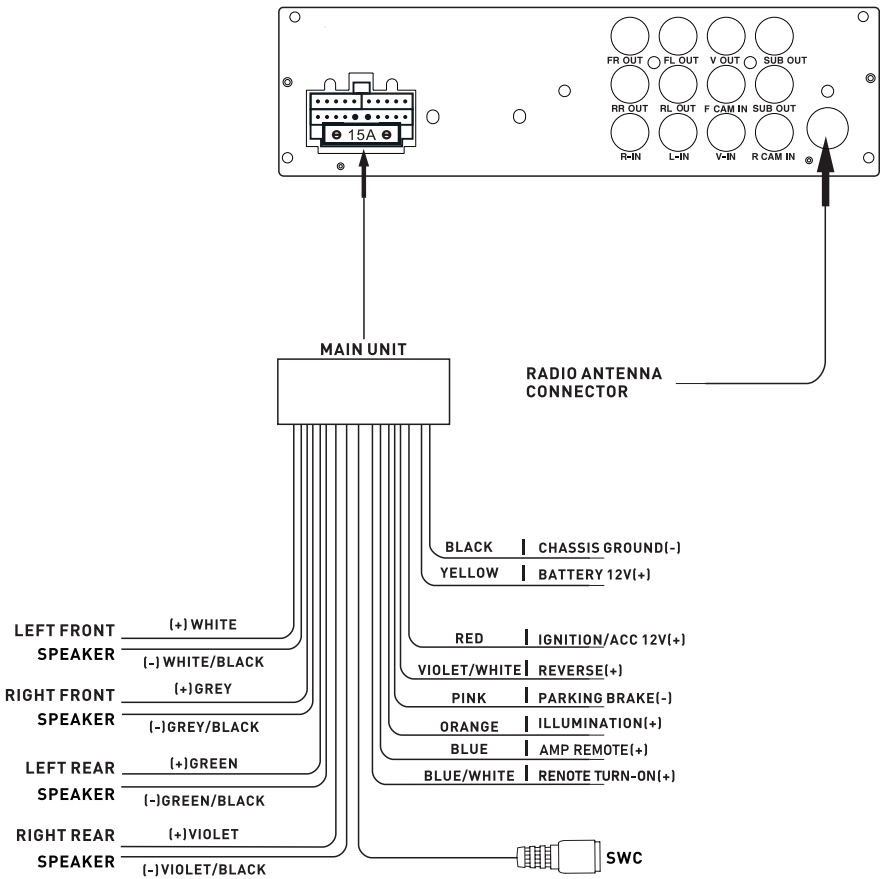 FR OUT FL OUT V OUT SUB OUT
RR OUT RL OUT F CAM IN SUB OUT
15A
R-IN L-IN V-IN R CAM IN
MAIN UNIT
RADIO ANTENNA
CONNECTOR
BLACK CHASSIS GROUND(-)
YELLOW BATTERY 12V(+)
RED IGNITION/ACC 12V(+)
VIOLET/WHITE REVERSE(+)
PINK PARKING BRAKE(-)
ORANGE ILLUMINATION(+)
BLUE AMP REMOTE(+)
BLUE/WHITE RENOTE TURN-ON(+)
LEFT FRONT
SPEAKER
(+)WHITE
(-)WHITE/BLACK
RIGHT FRONT
SPEAKER
(+)GREY
(-)GREY/BLACK
LEFT REAR
SPEAKER
(+)GREEN
(-)GREEN/BLACK
RIGHT REAR
SPEAKER
(+)VIOLET
(-)VIOLET/BLACK
SWC